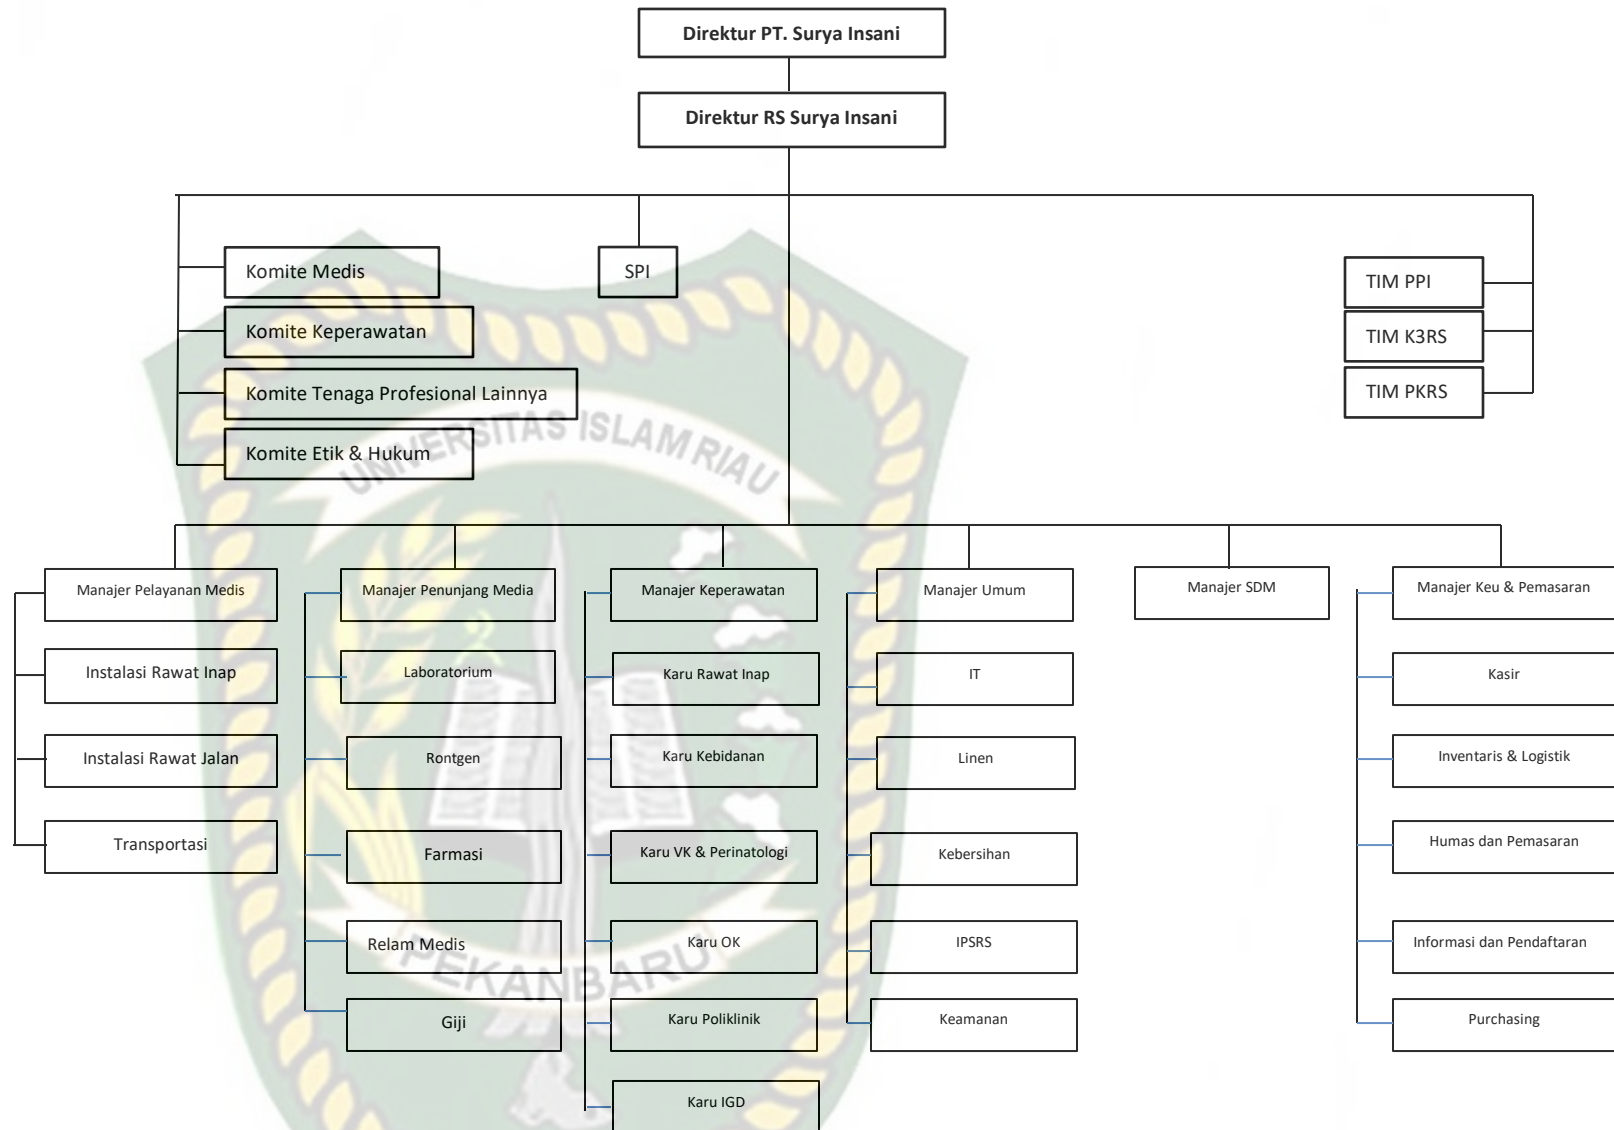 Direktur PT. Surya Insani
Direktur RS Surya Insani
Komite Medis
Komite Keperawatan
Komite Tenaga Profesional Lainnya
Komite Etik & Hukum
SPI
TIM PPI
TIM K3RS
TIM PKRS
UNIVERSITAS ISLAM RIAU
Manajer Pelayanan Medis
Instalasi Rawat Inap
Instalasi Rawat Jalan
Transportasi
Manajer Penunjang Media
Laboratorium
Rontgen
Farmasi
Relam Medis
Giji
Manajer Keperawatan
Karu Rawat Inap
Karu Kebidanan
Karu VK & Perinatologi
Karu OK
Karu Poliklinik
Karu IGD
Manajer Umum
IT
Linen
Kebersihan
IPSRS
Keamanan
Manajer SDM
Manajer Keu & Pemasaran
Kasir
Inventaris & Logistik
Humas dan Pemasaran
Informasi dan Pendaftaran
Purchasing
PEKANBARU